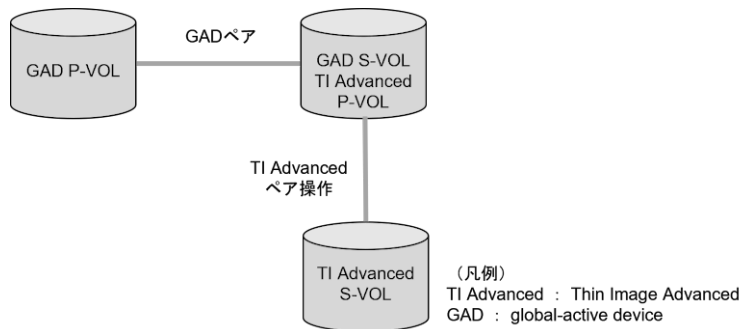 GADペア
GAD P-VOL
GAD S-VOL
TI Advanced
P-VOL
TI Advanced
ペア操作
TI Advanced
S-VOL
（凡例）
TI Advanced ： Thin Image Advanced
GAD ： global-active device